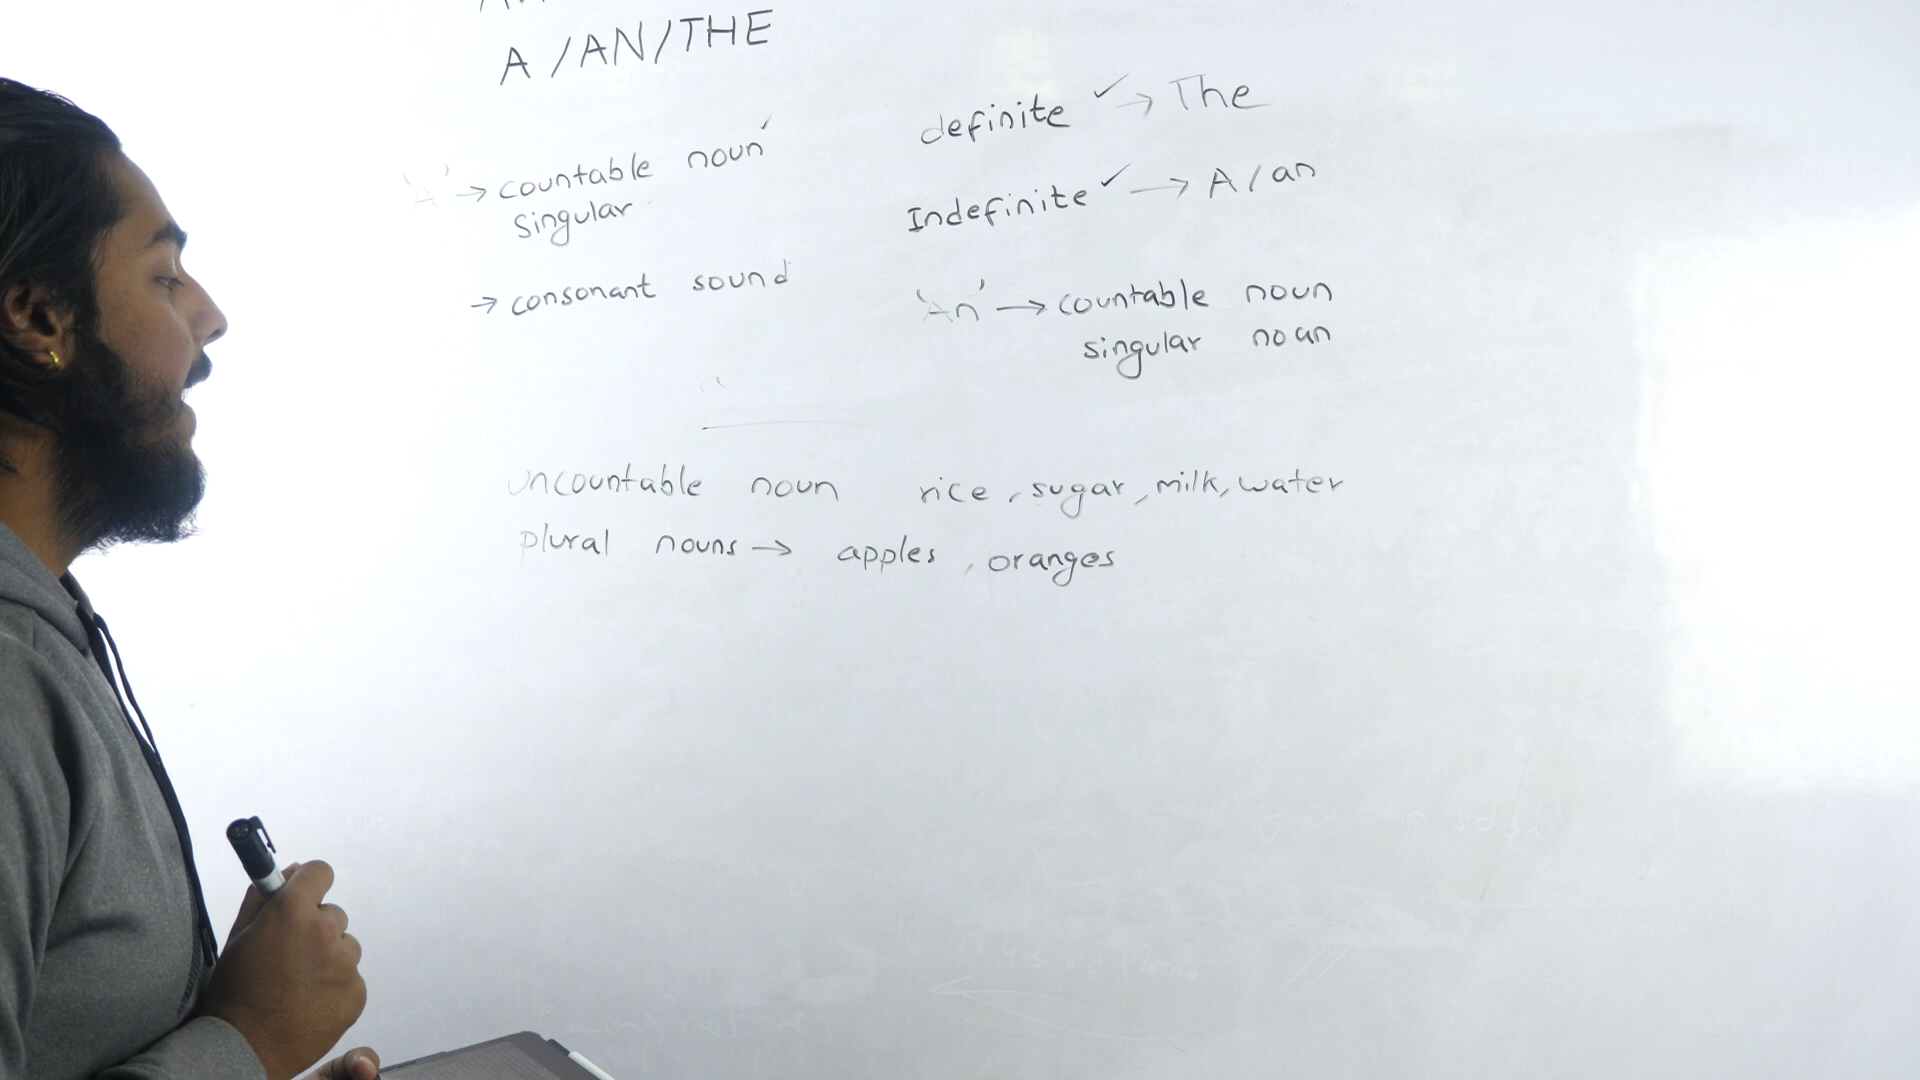 A/AN/THE
'A' → countable noun ✓
singular
→ consonant sound
definite ✓ → The
Indefinite ✓ → A/an
'An' → countable noun
singular noun
uncountable noun rice, sugar, milk, water
plural nouns → apples, oranges